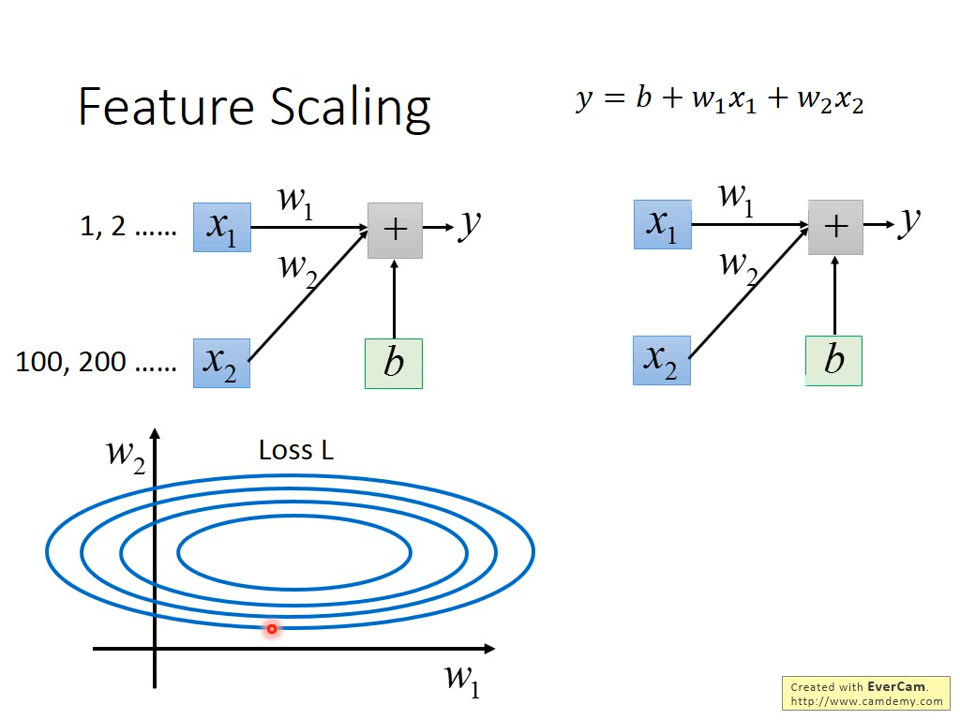 Feature Scaling
y = b + w₁x₁ + w₂x₂
1, 2 ……
x₁
w₁
+
y
w₂
100, 200 ……
x₂
b
x₁
w₁
+
y
w₂
x₂
b
w₂
Loss L
w₁
Created with EverCam.
http://www.camdemy.com